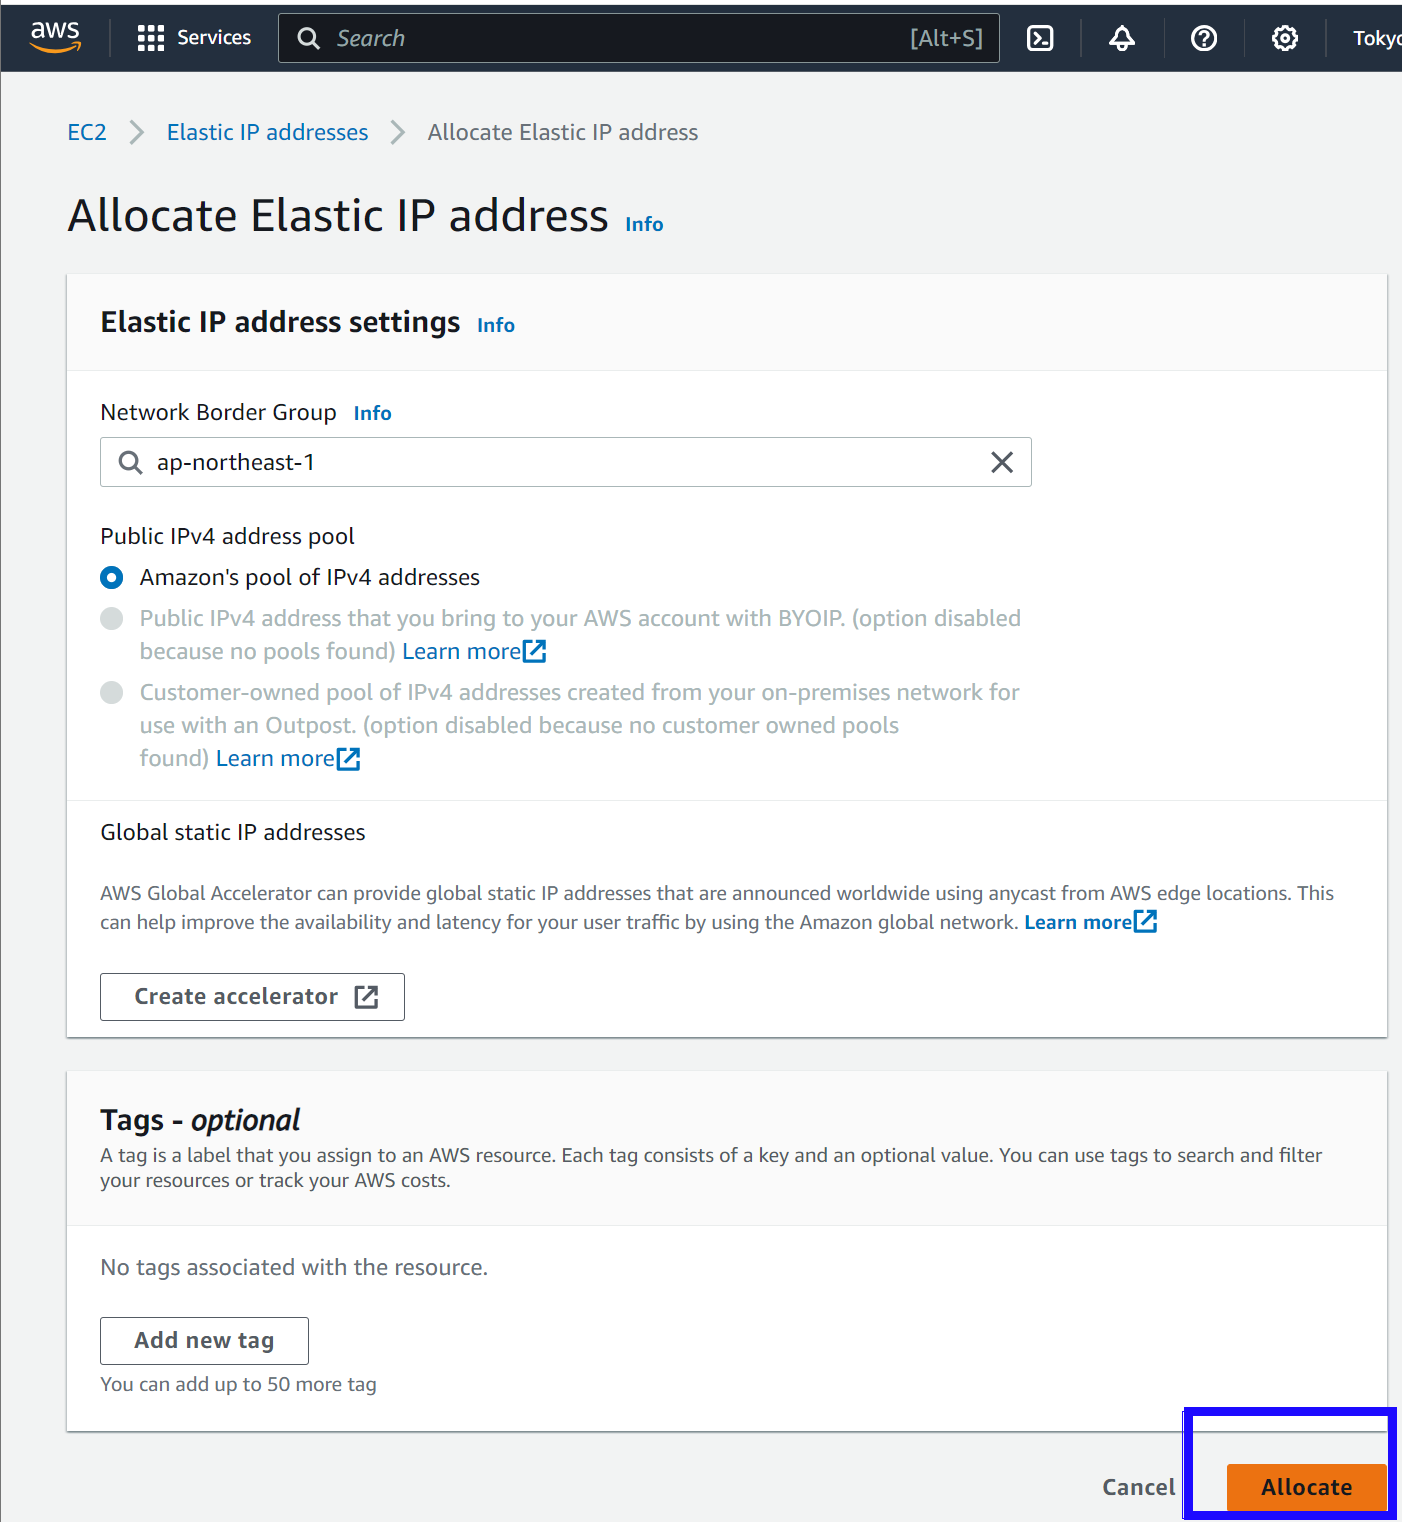 aws Services Search [Alt+S]
EC2 Elastic IP addresses Allocate Elastic IP address
Allocate Elastic IP address Info
Elastic IP address settings Info
Network Border Group Info
ap-northeast-1
Public IPv4 address pool
Amazon's pool of IPv4 addresses
Public IPv4 address that you bring to your AWS account with BYOIP. (option disabled
because no pools found) Learn more
Customer-owned pool of IPv4 addresses created from your on-premises network for
use with an Outpost. (option disabled because no customer owned pools
found) Learn more
Global static IP addresses
AWS Global Accelerator can provide global static IP addresses that are announced worldwide using anycast from AWS edge locations. This
can help improve the availability and latency for your user traffic by using the Amazon global network. Learn more
Create accelerator
Tags - optional
A tag is a label that you assign to an AWS resource. Each tag consists of a key and an optional value. You can use tags to search and filter
your resources or track your AWS costs.
No tags associated with the resource.
Add new tag
You can add up to 50 more tag
Cancel Allocate